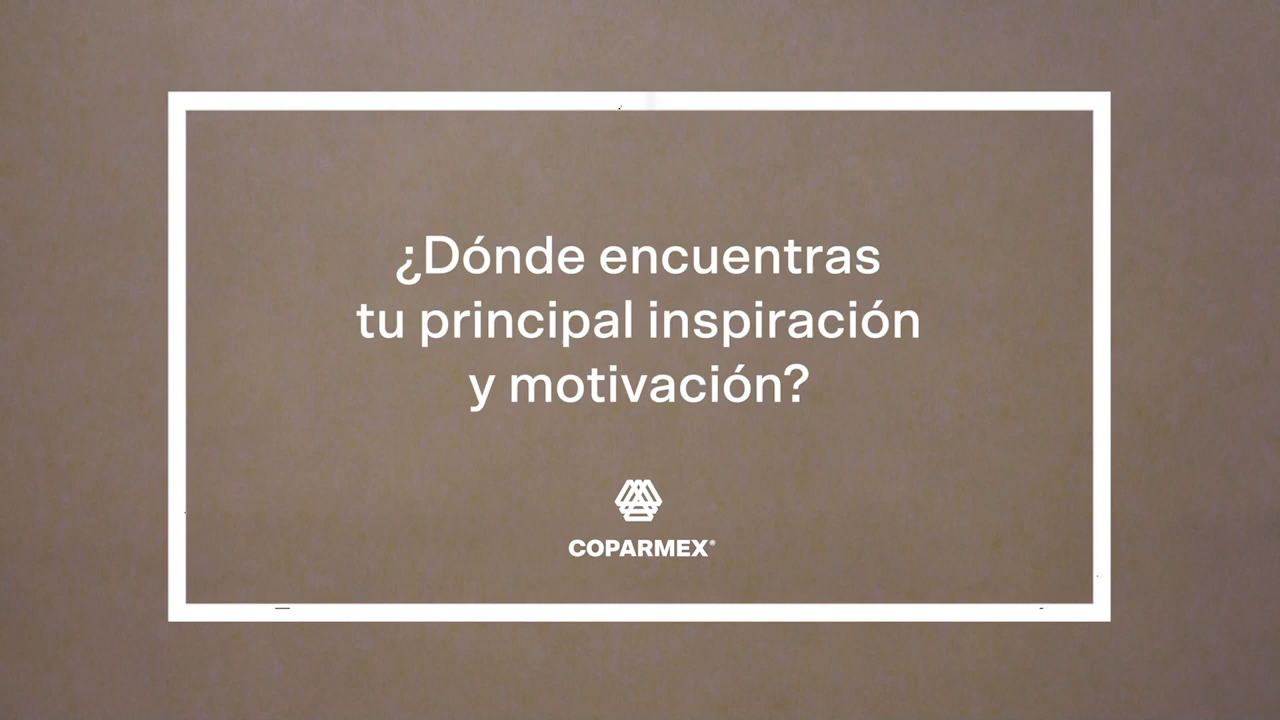 ¿Dónde encuentras
tu principal inspiración
y motivación?
COPARMEX®